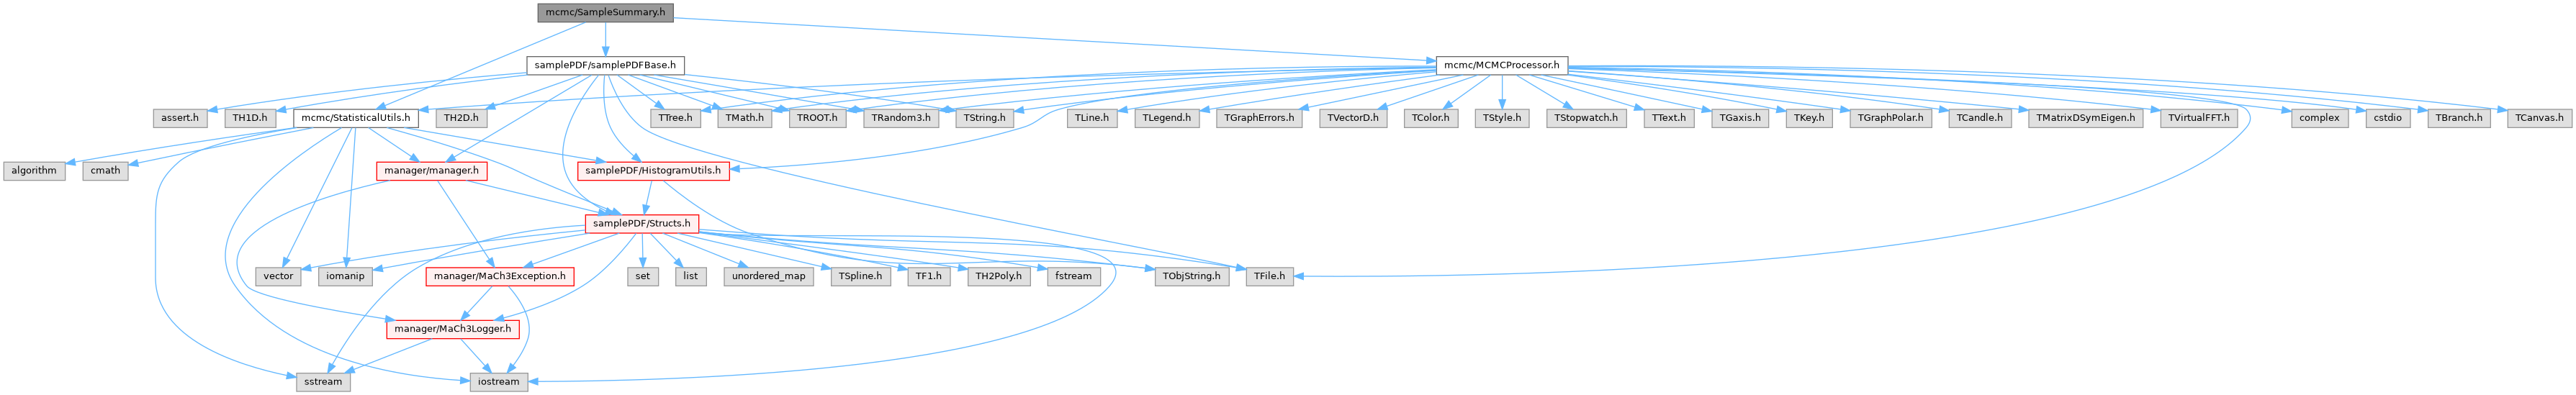 mcmc/SampleSummary.h
samplePDF/samplePDFBase.h
mcmc/MCMCProcessor.h
assert.h
TH1D.h
mcmc/StatisticalUtils.h
TH2D.h
TTree.h
TMath.h
TROOT.h
TRandom3.h
TString.h
TLine.h
TLegend.h
TGraphErrors.h
TVectorD.h
TColor.h
TStyle.h
TStopwatch.h
TText.h
TGaxis.h
TKey.h
TGraphPolar.h
TCandle.h
TMatrixDSymEigen.h
TVirtualFFT.h
complex
cstdio
TBranch.h
TCanvas.h
algorithm
cmath
manager/manager.h
samplePDF/HistogramUtils.h
samplePDF/Structs.h
vector
iomanip
manager/MaCh3Exception.h
set
list
unordered_map
TSpline.h
TF1.h
TH2Poly.h
fstream
TObjString.h
TFile.h
manager/MaCh3Logger.h
sstream
iostream